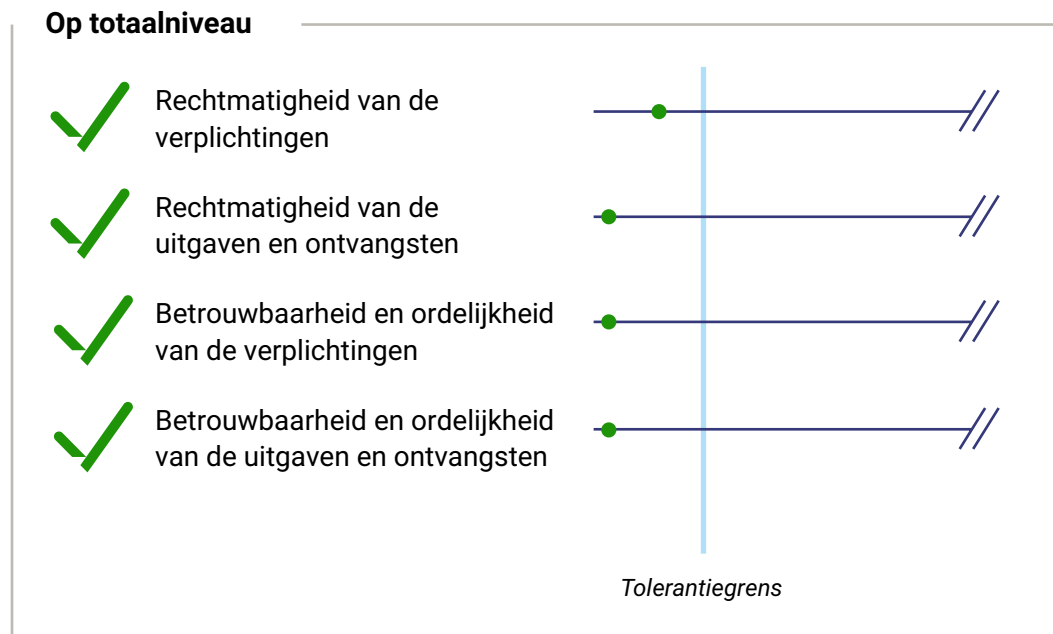 Op totaalniveau
Rechtmatigheid van de
verplichtingen
Rechtmatigheid van de
uitgaven en ontvangsten
Betrouwbaarheid en ordelijkheid
van de verplichtingen
Betrouwbaarheid en ordelijkheid
van de uitgaven en ontvangsten
Tolerantiegrens